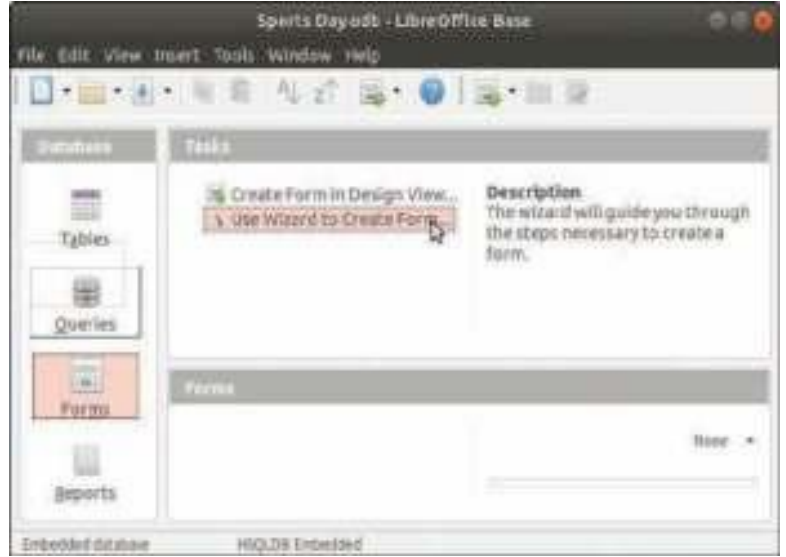 Sports Day.odb - LibreOffice Base
File Edit View Insert Tools Window Help
Database
Tasks
Tables
Queries
Forms
Reports
Create Form in Design View...
Use Wizard to Create Form...
Description
The wizard will guide you through
the steps necessary to create a
form.
Forms
None
Embedded database HSQLDB Embedded